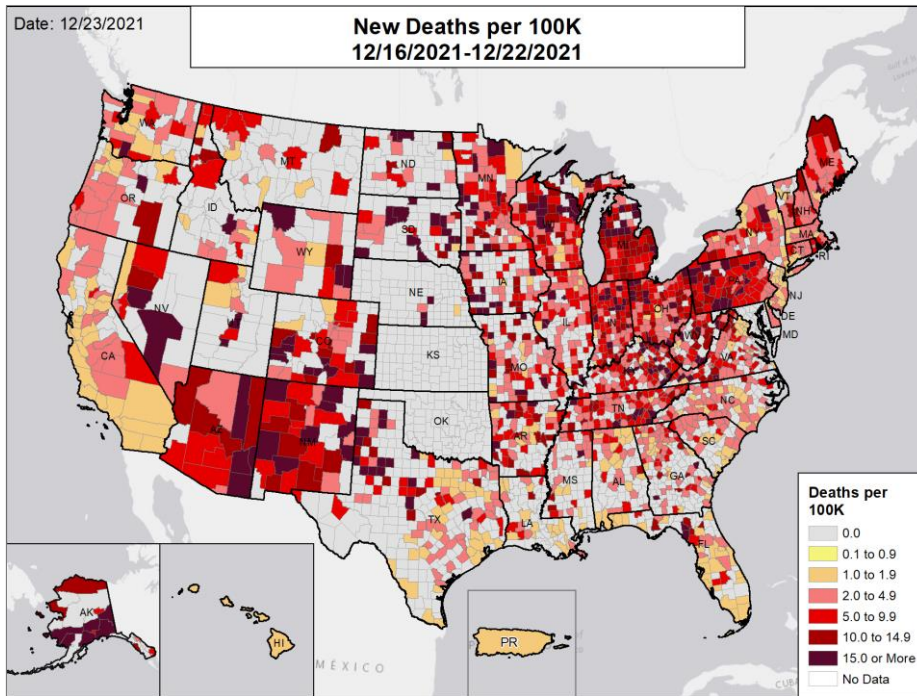 Date: 12/23/2021
New Deaths per 100K
12/16/2021-12/22/2021
WA
MT
ND
MN
ME
OR
ID
SD
WI
VT
NH
WY
MI
NY
MA
CT
RI
IA
NE
PA
NJ
NV
UT
CO
IL
IN
OH
DE
MD
CA
KS
MO
KY
WV
VA
AZ
NM
OK
AR
TN
NC
SC
MS
AL
GA
TX
LA
FL
AK
HI
PR
MÉXICO
CUBA
Deaths per
100K
0.0
0.1 to 0.9
1.0 to 1.9
2.0 to 4.9
5.0 to 9.9
10.0 to 14.9
15.0 or More
No Data